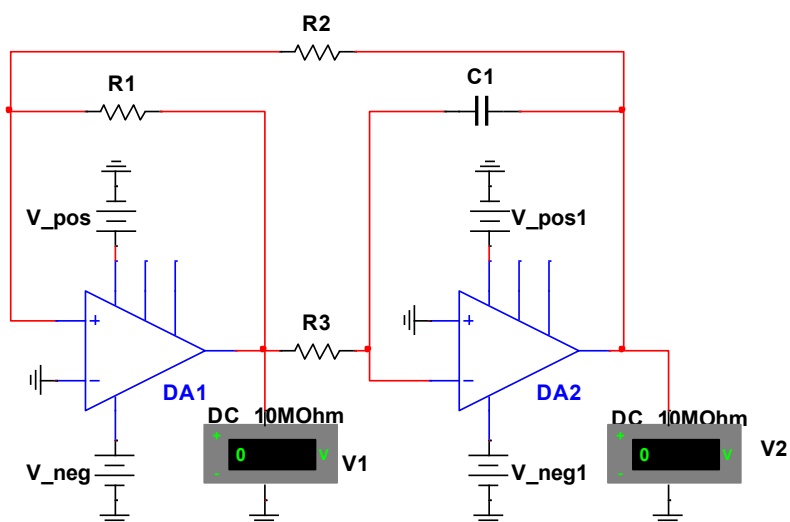 R2
R1
C1
V_pos
V_pos1
+
+
R3
−
−
DA1
DA2
DC 10MOhm
DC 10MOhm
+
0
V
-
V1
+
0
V
-
V2
V_neg
V_neg1